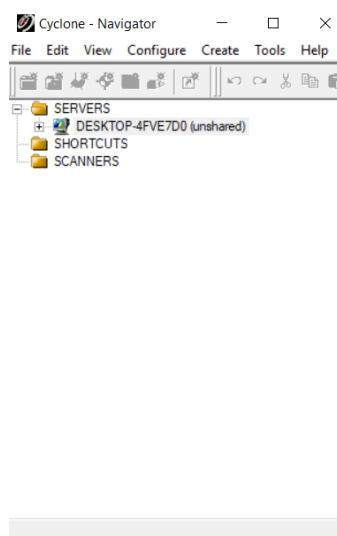 Cyclone - Navigator
File Edit View Configure Create Tools Help
SERVERS
DESKTOP-4FVE7D0 (unshared)
SHORTCUTS
SCANNERS